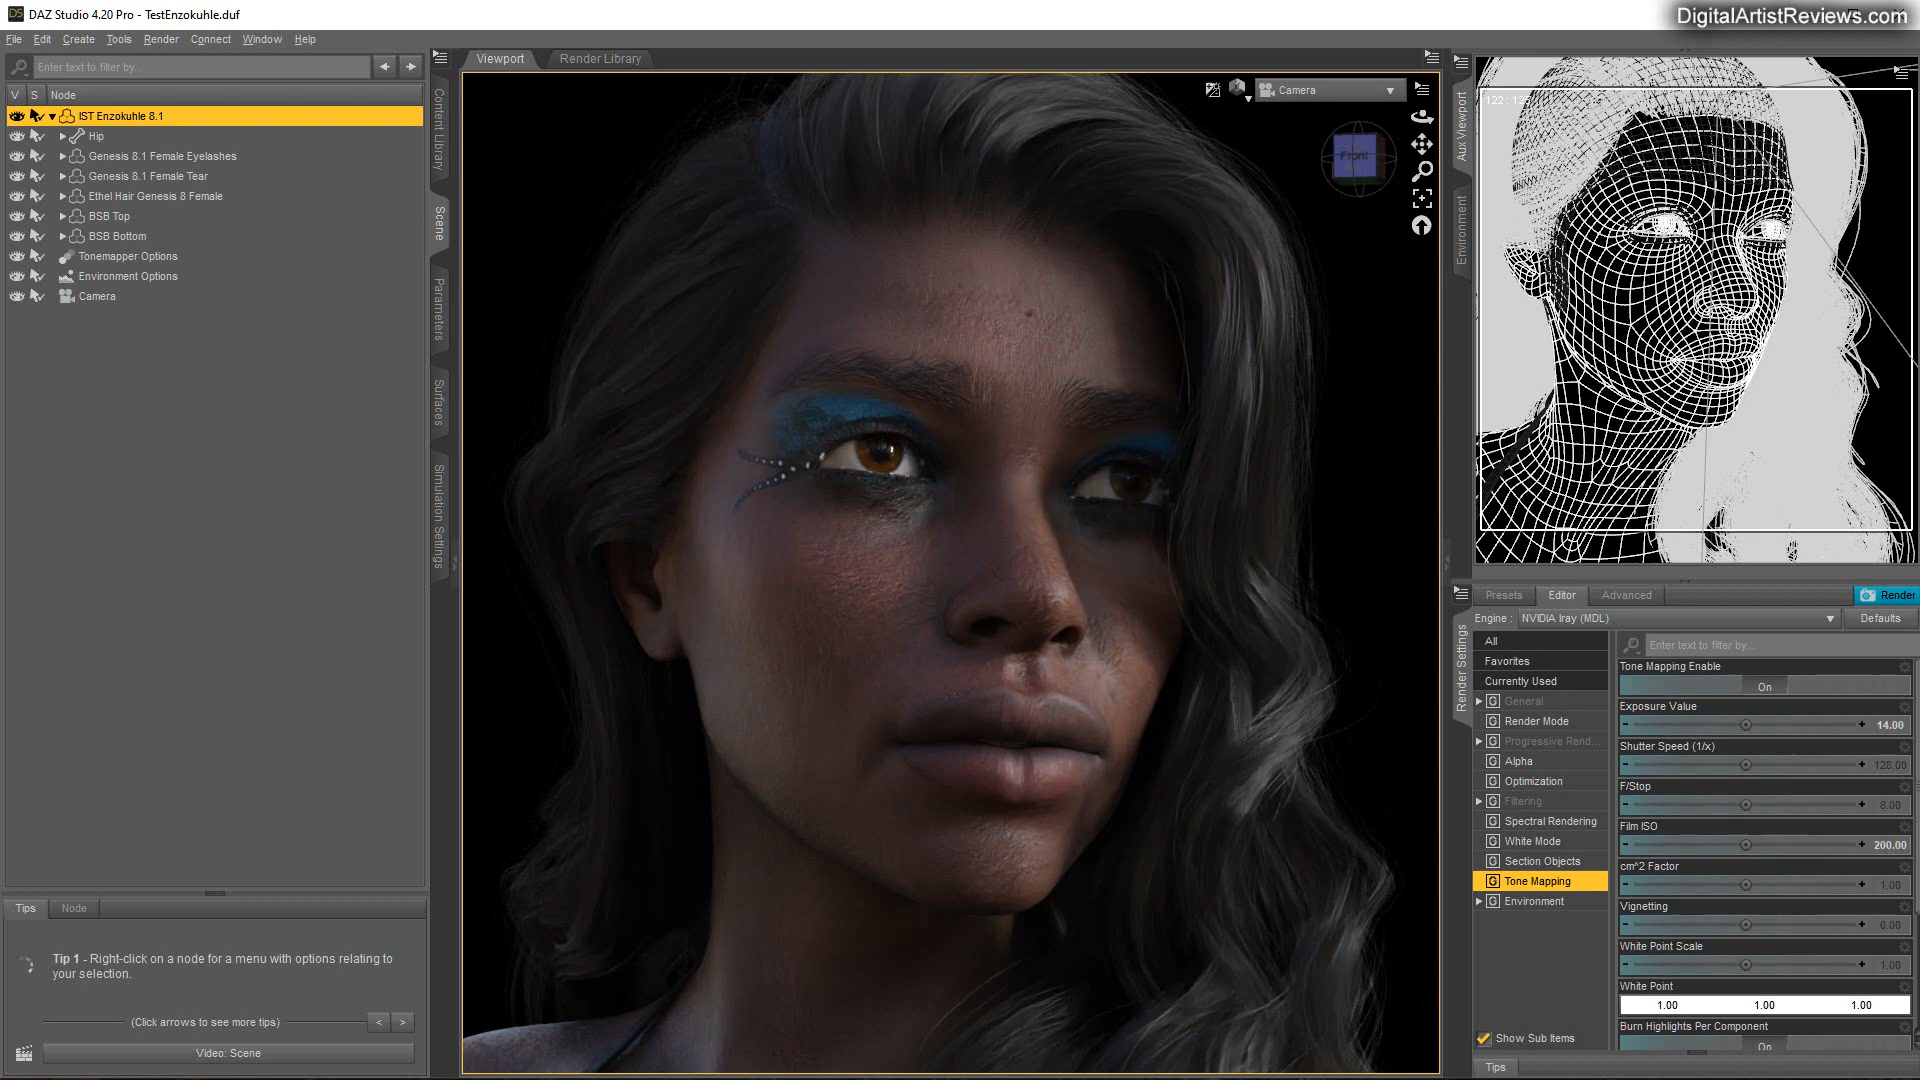 DS DAZ Studio 4.20 Pro - TestEnzokuhle.duf
DigitalArtistReviews.com
File Edit Create Tools Render Connect Window Help
Enter text to filter by...
V S Node
IST Enzokuhle 8.1
Hip
Genesis 8.1 Female Eyelashes
Genesis 8.1 Female Tear
Ethel Hair Genesis 8 Female
BSB Top
BSB Bottom
Tonemapper Options
Environment Options
Camera
Tips Node
Tip 1 - Right-click on a node for a menu with options relating to
your selection.
(Click arrows to see more tips) < >
Video: Scene
Content Library
Scene
Parameters
Surfaces
Simulation Settings
Viewport Render Library
Camera
Front
Aux Viewport
Environment
Render Settings
Presets Editor Advanced Render
Engine : NVIDIA Iray (MDL) Defaults
All
Favorites
Currently Used
G General
G Render Mode
G Progressive Rend...
G Alpha
G Optimization
G Filtering
G Spectral Rendering
G White Mode
G Section Objects
G Tone Mapping
G Environment
Show Sub Items
Enter text to filter by...
Tone Mapping Enable
On
Exposure Value
- + 14.00
Shutter Speed (1/x)
- + 128.00
F/Stop
- + 8.00
Film ISO
- + 200.00
cm^2 Factor
- + 1.00
Vignetting
- + 0.00
White Point Scale
- + 1.00
White Point
1.00 1.00 1.00
Burn Highlights Per Component
On
Tips